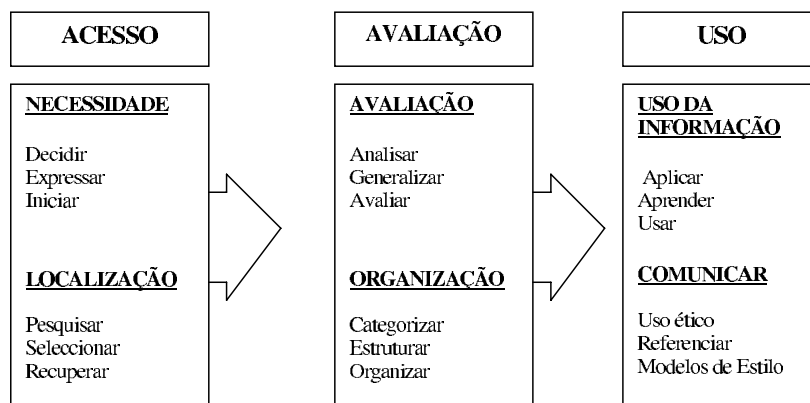 ACESSO
NECESSIDADE
Decidir
Expressar
Iniciar
LOCALIZAÇÃO
Pesquisar
Seleccionar
Recuperar
AVALIAÇÃO
AVALIAÇÃO
Analisar
Generalizar
Avaliar
ORGANIZAÇÃO
Categorizar
Estruturar
Organizar
USO
USO DA
INFORMAÇÃO
Aplicar
Aprender
Usar
COMUNICAR
Uso ético
Referenciar
Modelos de Estilo